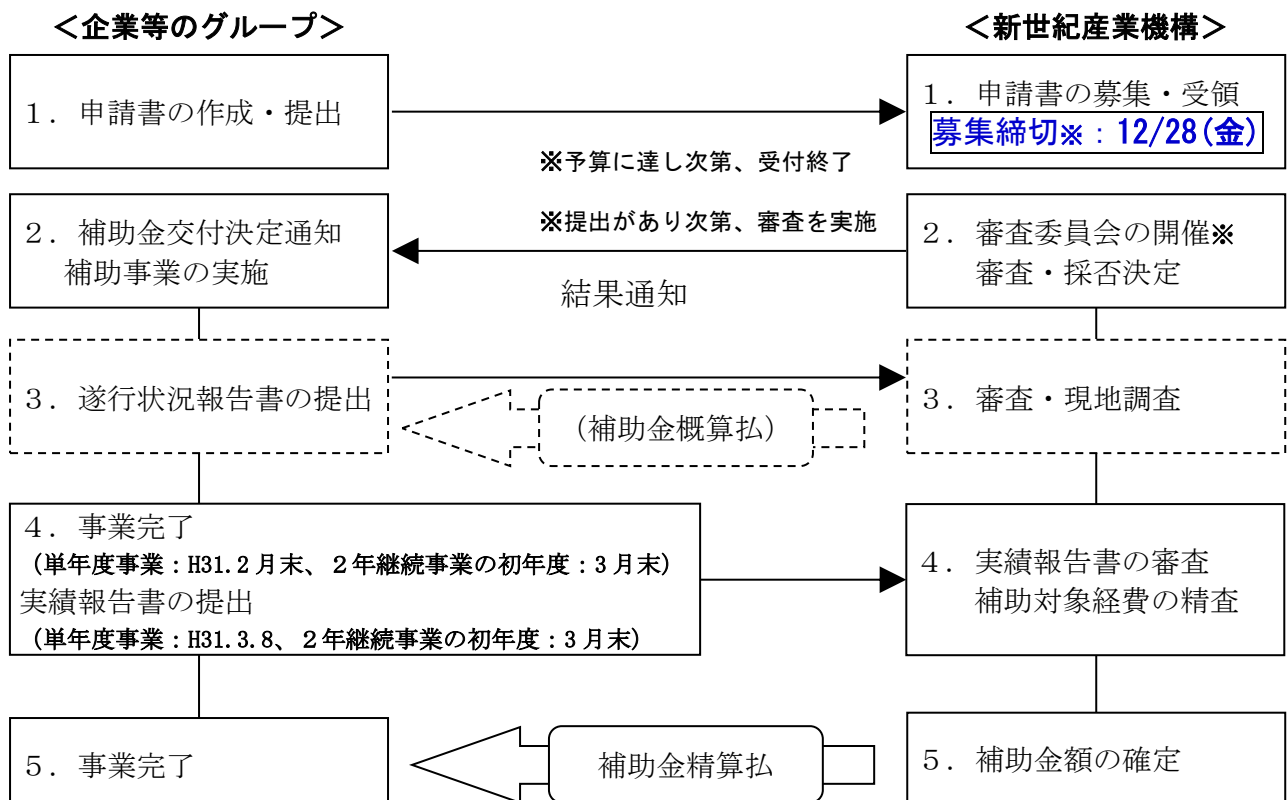 ＜企業等のグループ＞
＜新世紀産業機構＞
１．申請書の作成・提出
１．申請書の募集・受領
募集締切※：12/28(金)
※予算に達し次第、受付終了
※提出があり次第、審査を実施
２．補助金交付決定通知
補助事業の実施
２．審査委員会の開催※
審査・採否決定
結果通知
３．遂行状況報告書の提出
（補助金概算払）
３．審査・現地調査
４．事業完了
（単年度事業：H31.2月末、２年継続事業の初年度：3月末）
実績報告書の提出
（単年度事業：H31.3.8、２年継続事業の初年度：3月末）
４．実績報告書の審査
補助対象経費の精査
５．事業完了
補助金精算払
５．補助金額の確定